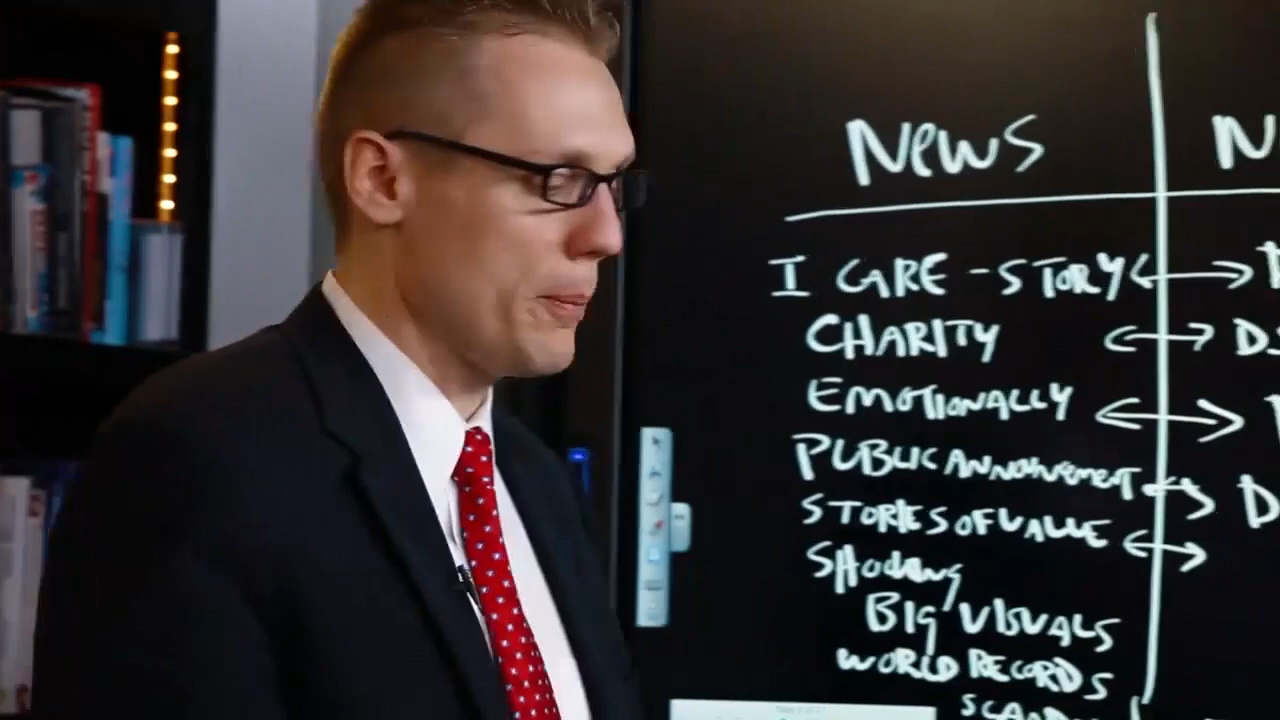 News
I CARE - STORY
CHARITY
EMOTIONALLY
PUBLIC ANNOUNCEMENT
STORIES OF VALUE
SHOCKING
BIG VISUALS
WORLD RECORDS